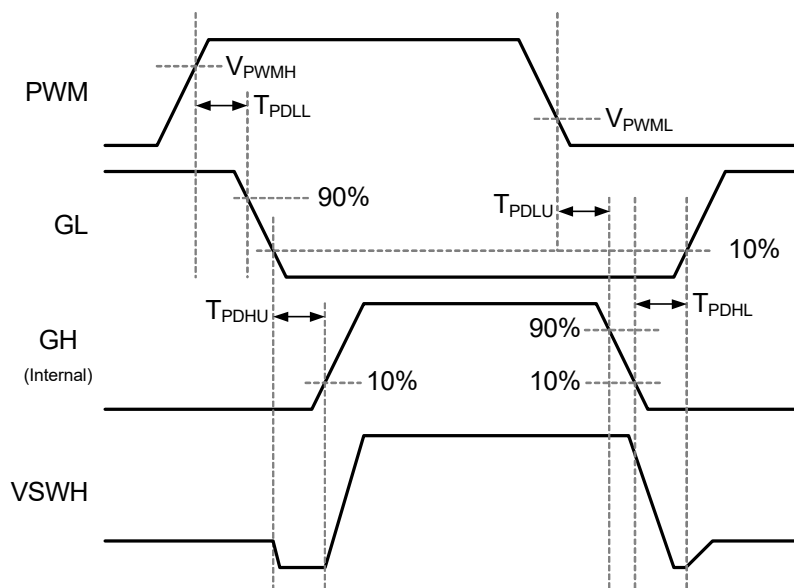 V_PWMH
PWM
T_PDLL
V_PWML
90%
T_PDLU
GL
10%
T_PDHU
T_PDHL
90%
GH
(Internal)
10%
10%
VSWH